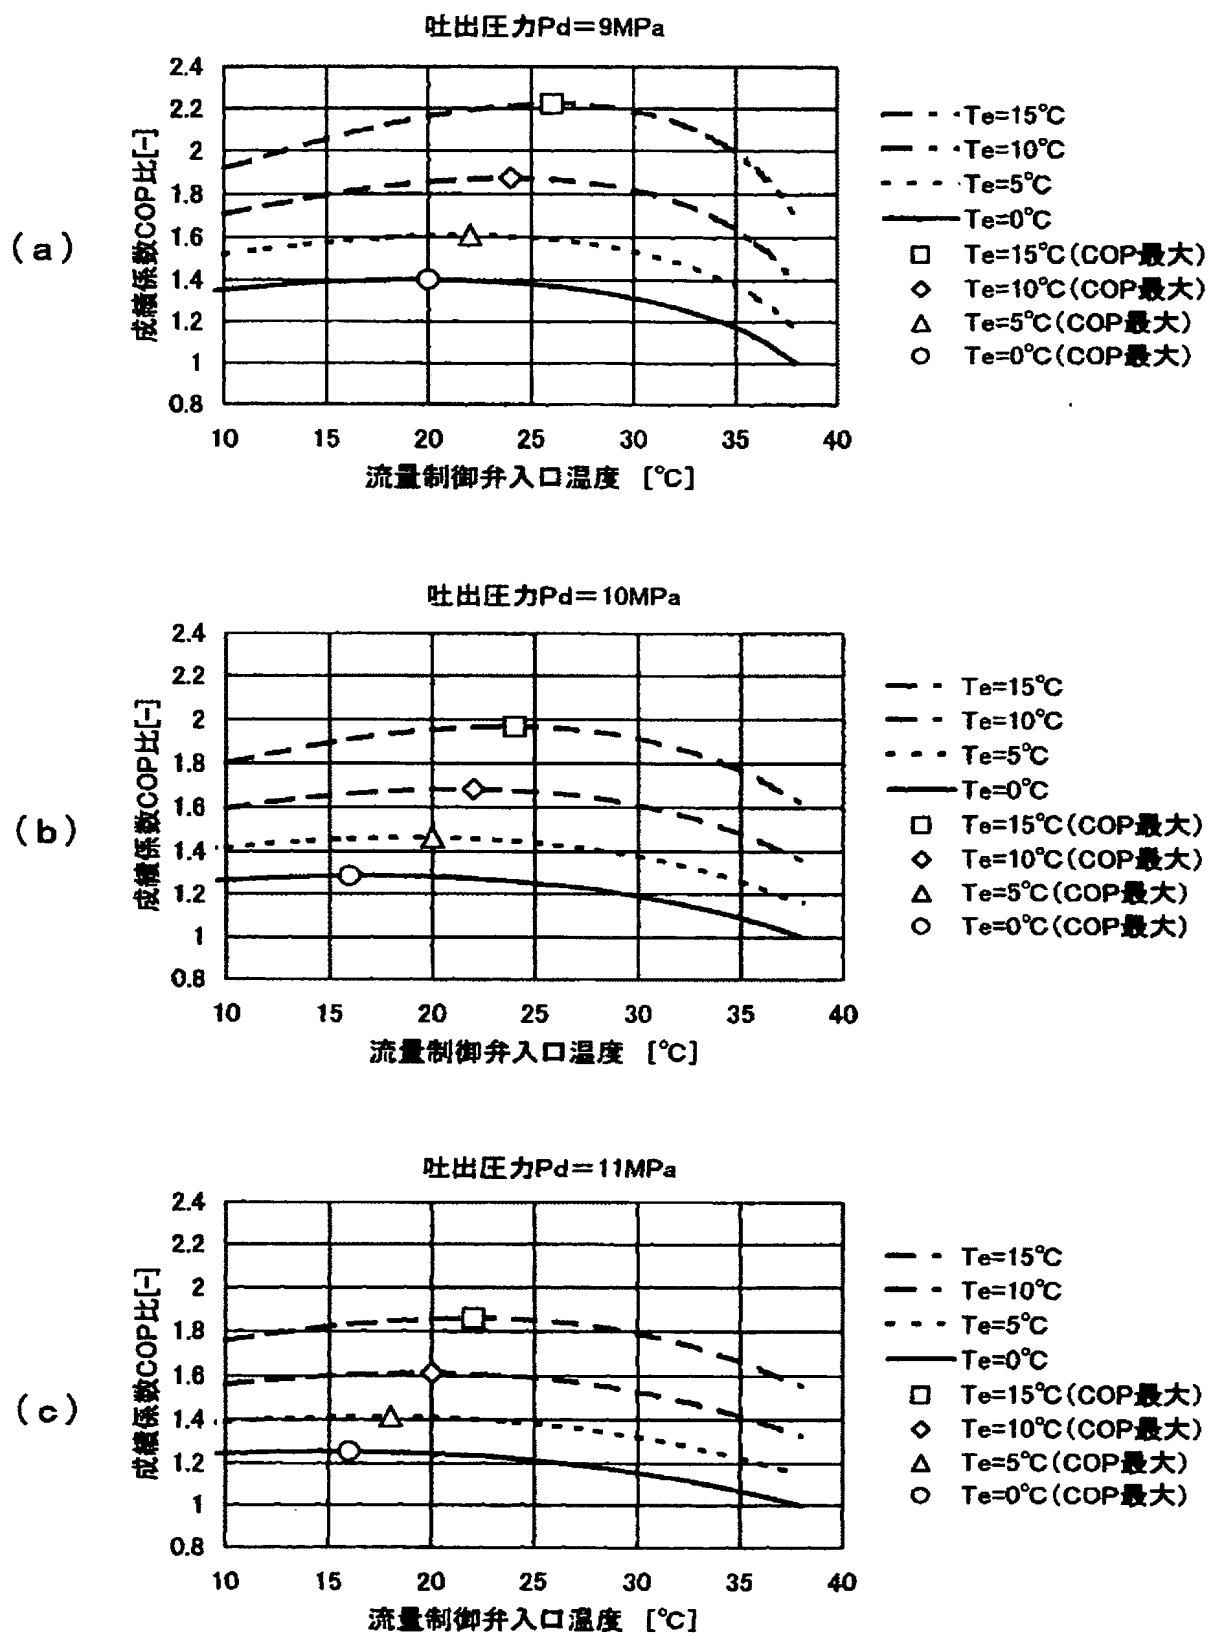 吐出圧力Pd=9MPa
(a)
成績係数COP比[-]
2.4
2.2
2
1.8
1.6
1.4
1.2
1
0.8
10 15 20 25 30 35 40
流量制御弁入口温度 [℃]
Te=15℃
Te=10℃
Te=5℃
Te=0℃
Te=15℃(COP最大)
Te=10℃(COP最大)
Te=5℃(COP最大)
Te=0℃(COP最大)
吐出圧力Pd=10MPa
(b)
成績係数COP比[-]
2.4
2.2
2
1.8
1.6
1.4
1.2
1
0.8
10 15 20 25 30 35 40
流量制御弁入口温度 [℃]
Te=15℃
Te=10℃
Te=5℃
Te=0℃
Te=15℃(COP最大)
Te=10℃(COP最大)
Te=5℃(COP最大)
Te=0℃(COP最大)
吐出圧力Pd=11MPa
(c)
成績係数COP比[-]
2.4
2.2
2
1.8
1.6
1.4
1.2
1
0.8
10 15 20 25 30 35 40
流量制御弁入口温度 [℃]
Te=15℃
Te=10℃
Te=5℃
Te=0℃
Te=15℃(COP最大)
Te=10℃(COP最大)
Te=5℃(COP最大)
Te=0℃(COP最大)